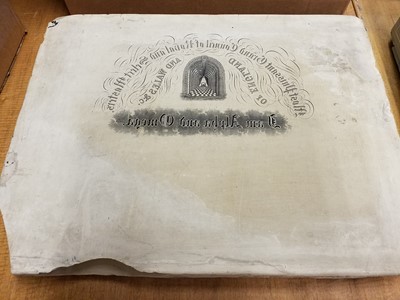 Grand Council of Royal and Select Masters
OF ENGLAND AND WALES &c
I am Alpha and Omega